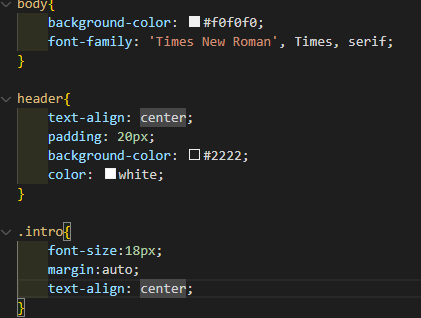 body{
background-color: #f0f0f0;
font-family: 'Times New Roman', Times, serif;
}
header{
text-align: center;
padding: 20px;
background-color: #2222;
color: white;
}
.intro{
font-size:18px;
margin:auto;
text-align: center;
}